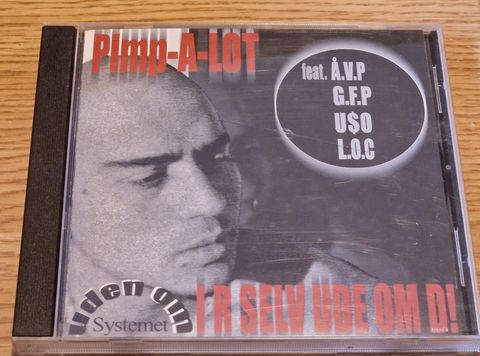 PImp-A-LOT
feat. Å.V.P
G.F.P
U$O
L.O.C
uden om
Systemet
I R SELV UDE OM D!